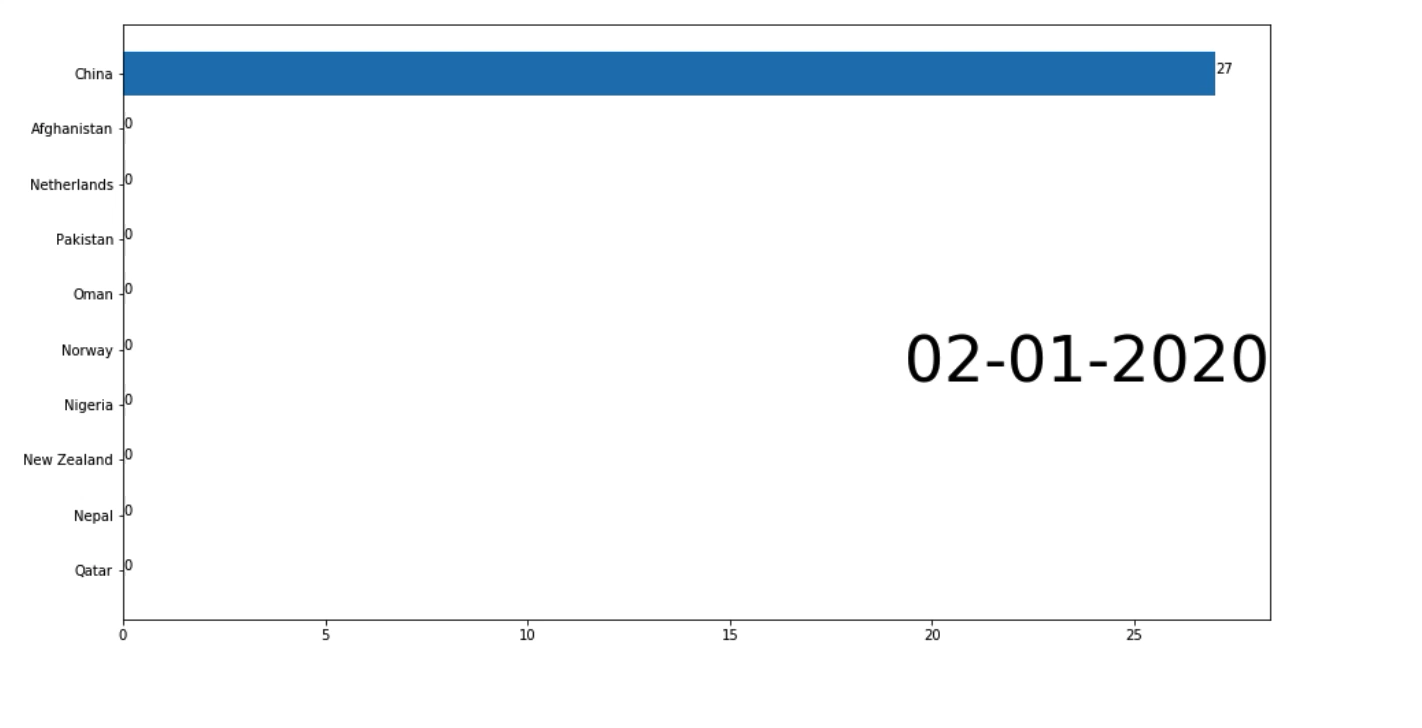 China 27
Afghanistan 0
Netherlands 0
Pakistan 0
Oman 0
Norway 0
02-01-2020
Nigeria 0
New Zealand 0
Nepal 0
Qatar 0
0 5 10 15 20 25